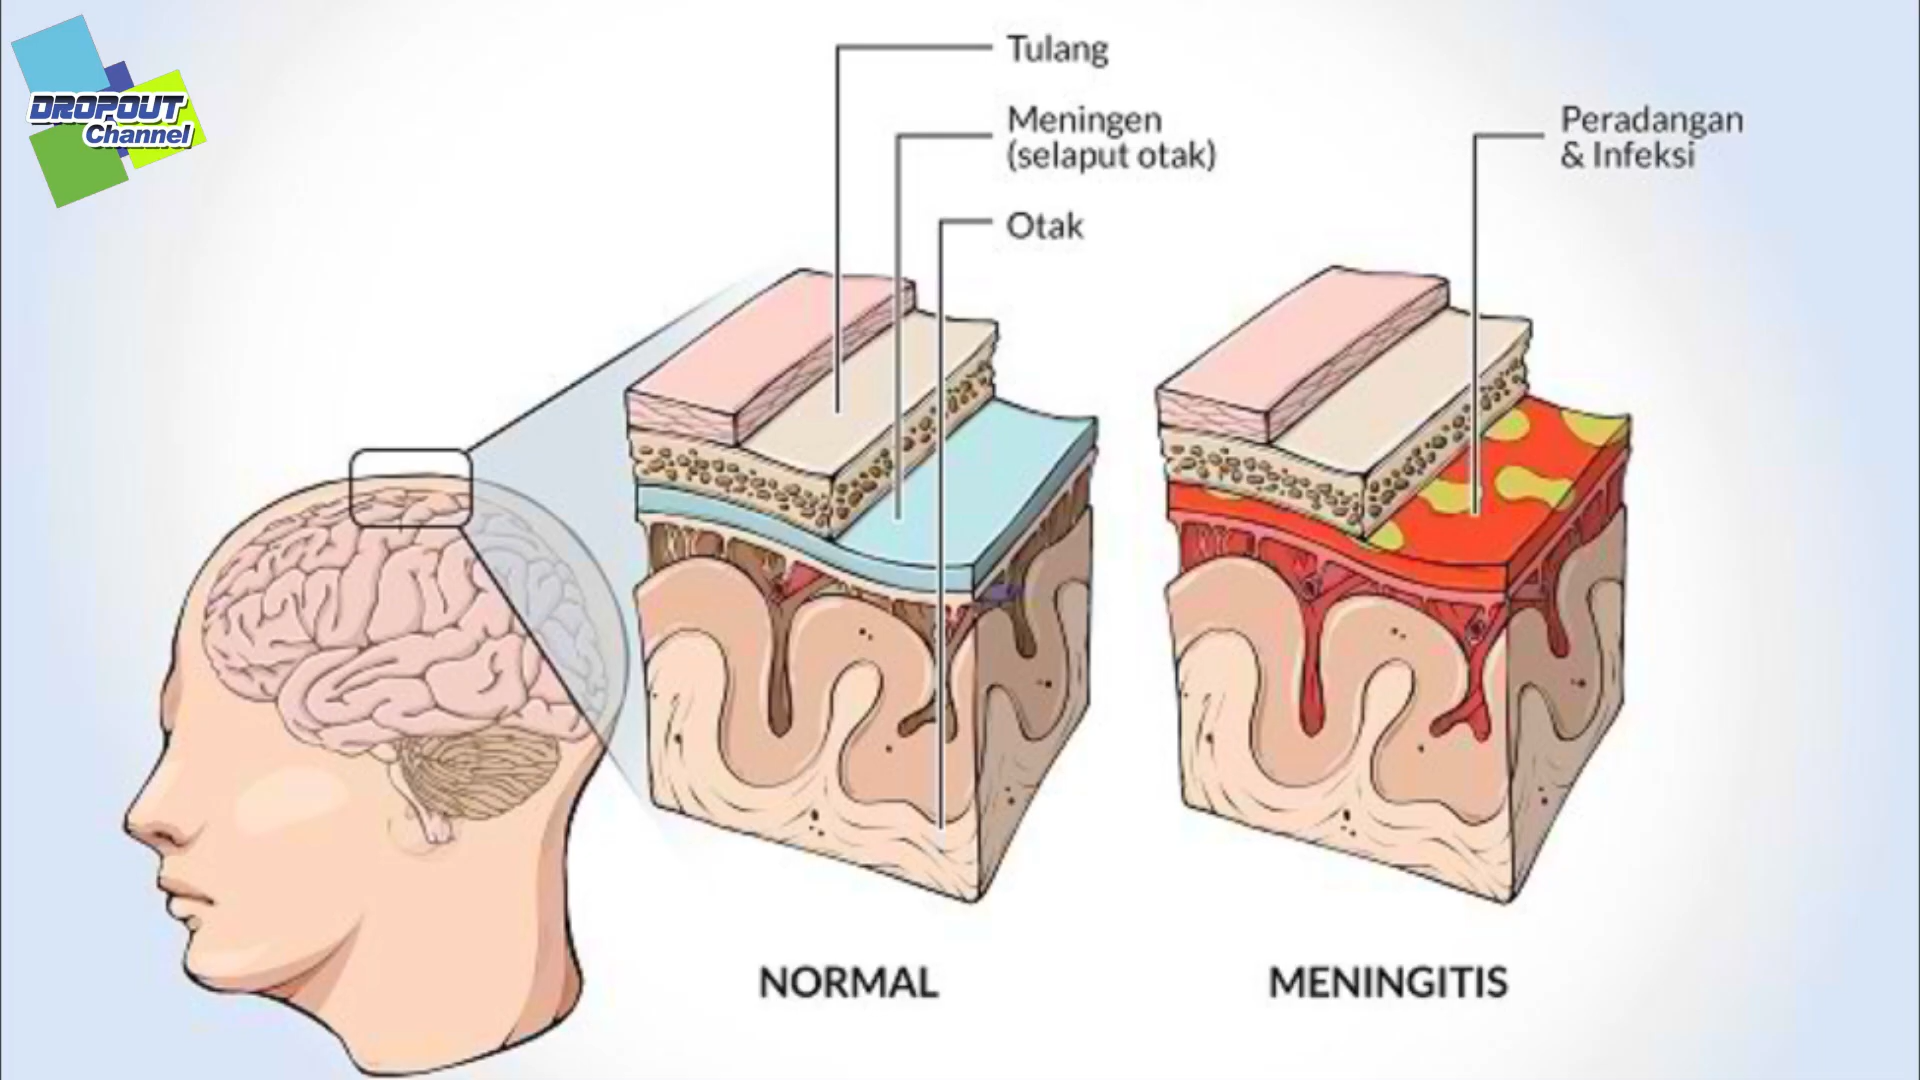 DROPOUT
Channel
Tulang
Meningen
(selaput otak)
Otak
Peradangan
& Infeksi
NORMAL
MENINGITIS